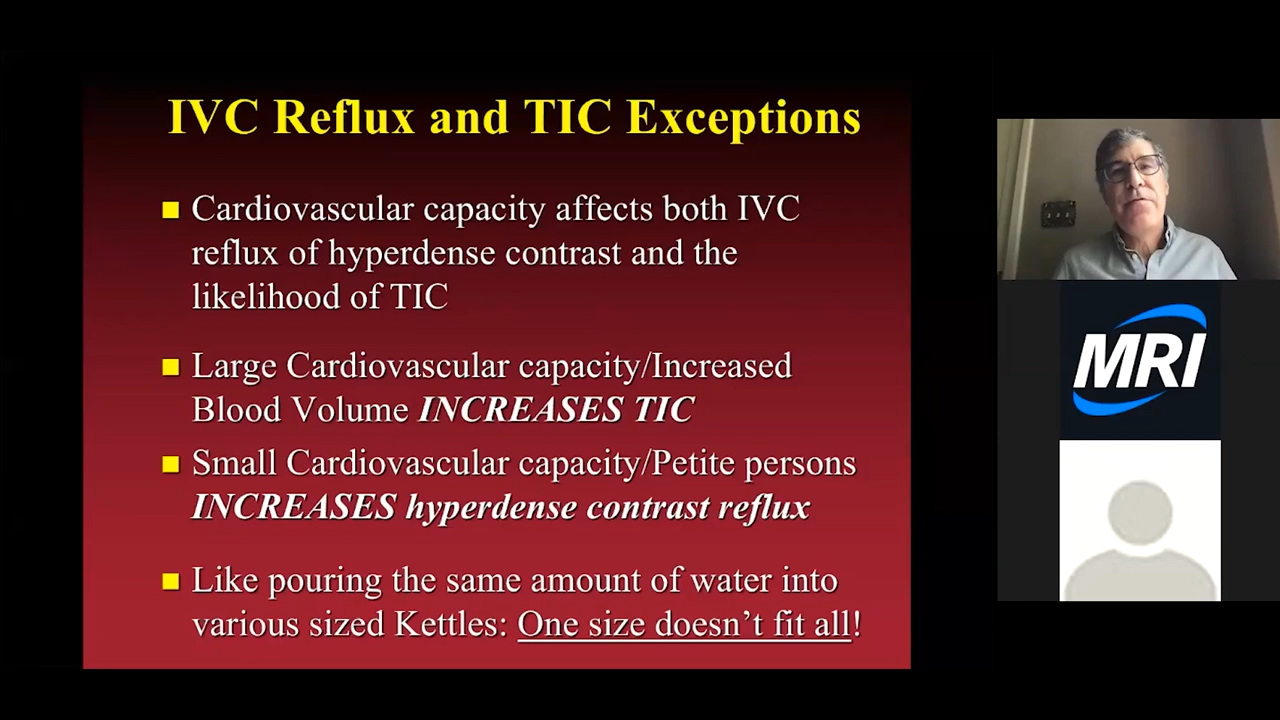 IVC Reflux and TIC Exceptions
Cardiovascular capacity affects both IVC
reflux of hyperdense contrast and the
likelihood of TIC
Large Cardiovascular capacity/Increased
Blood Volume INCREASES TIC
Small Cardiovascular capacity/Petite persons
INCREASES hyperdense contrast reflux
Like pouring the same amount of water into
various sized Kettles: One size doesn’t fit all!
MRI